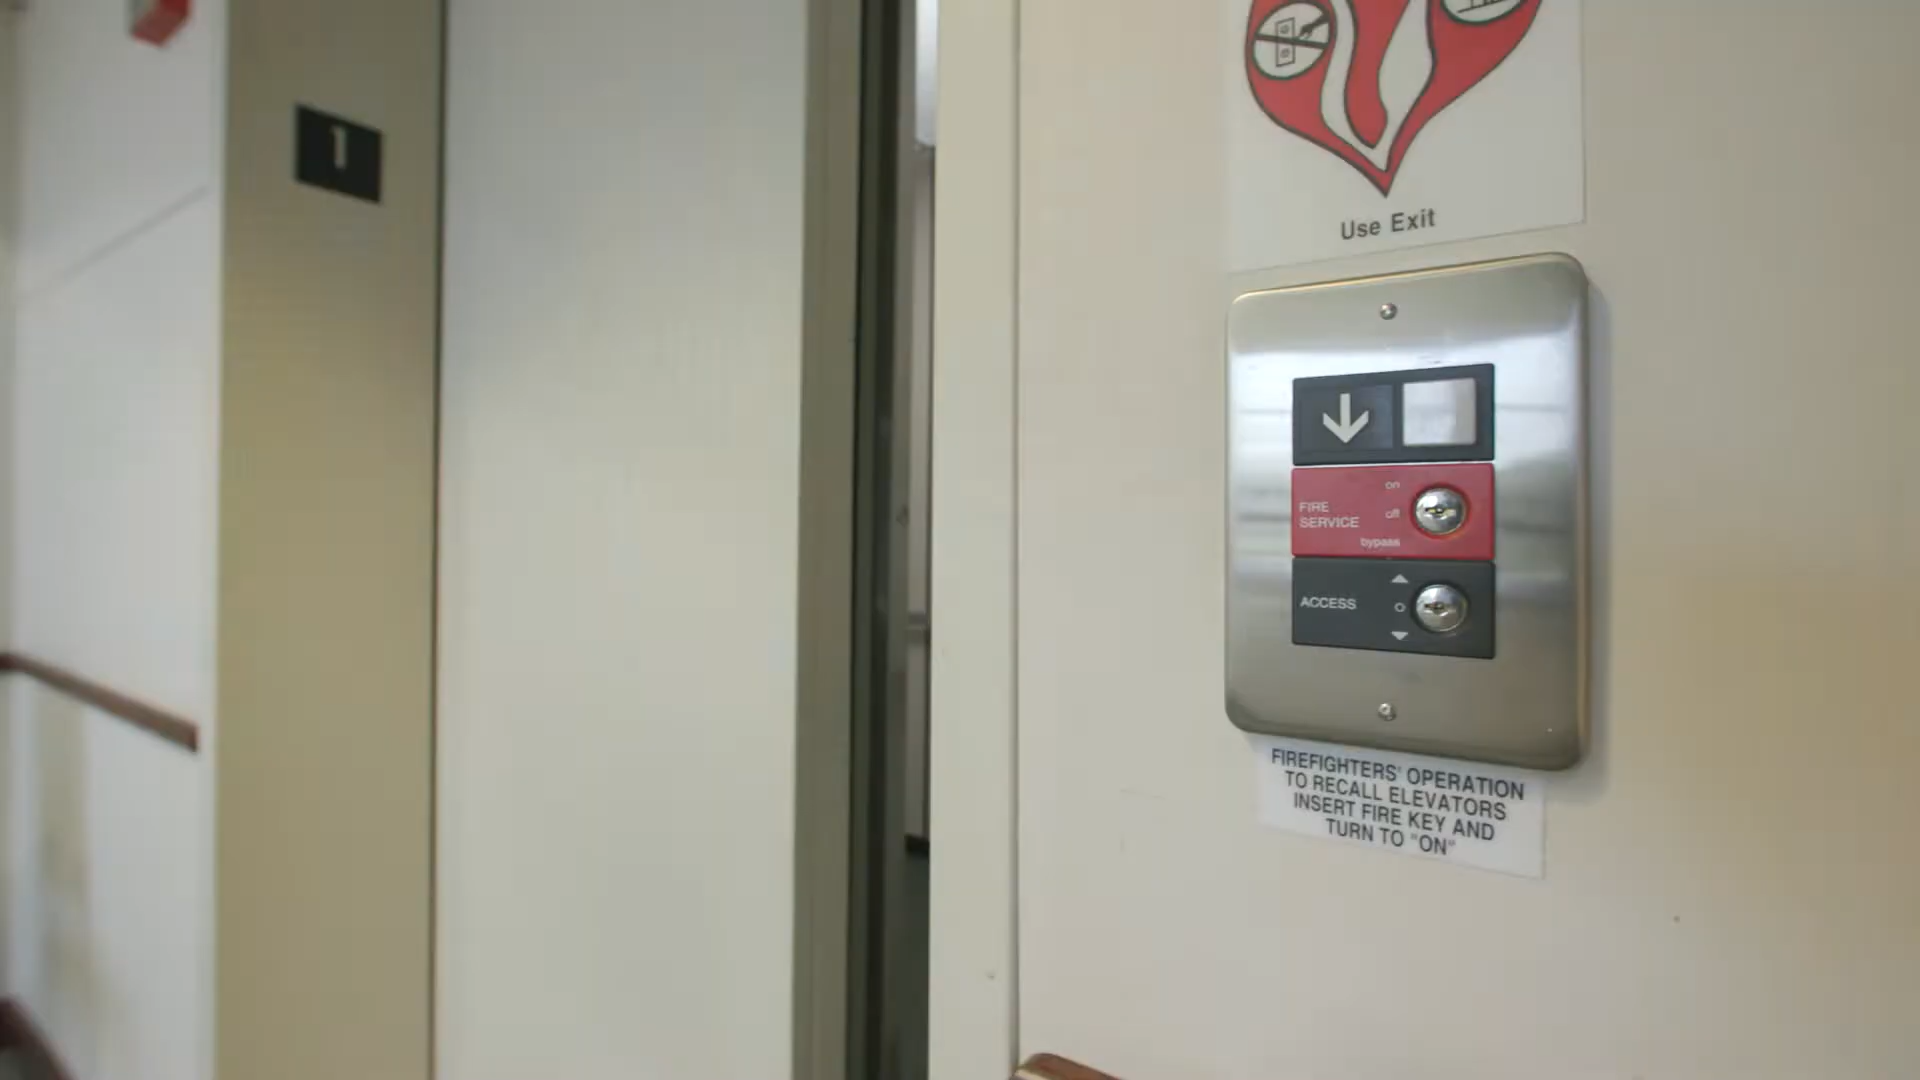 1
Use Exit
on
FIRE
off
SERVICE
bypass
ACCESS
FIREFIGHTERS' OPERATION
TO RECALL ELEVATORS
INSERT FIRE KEY AND
TURN TO "ON"